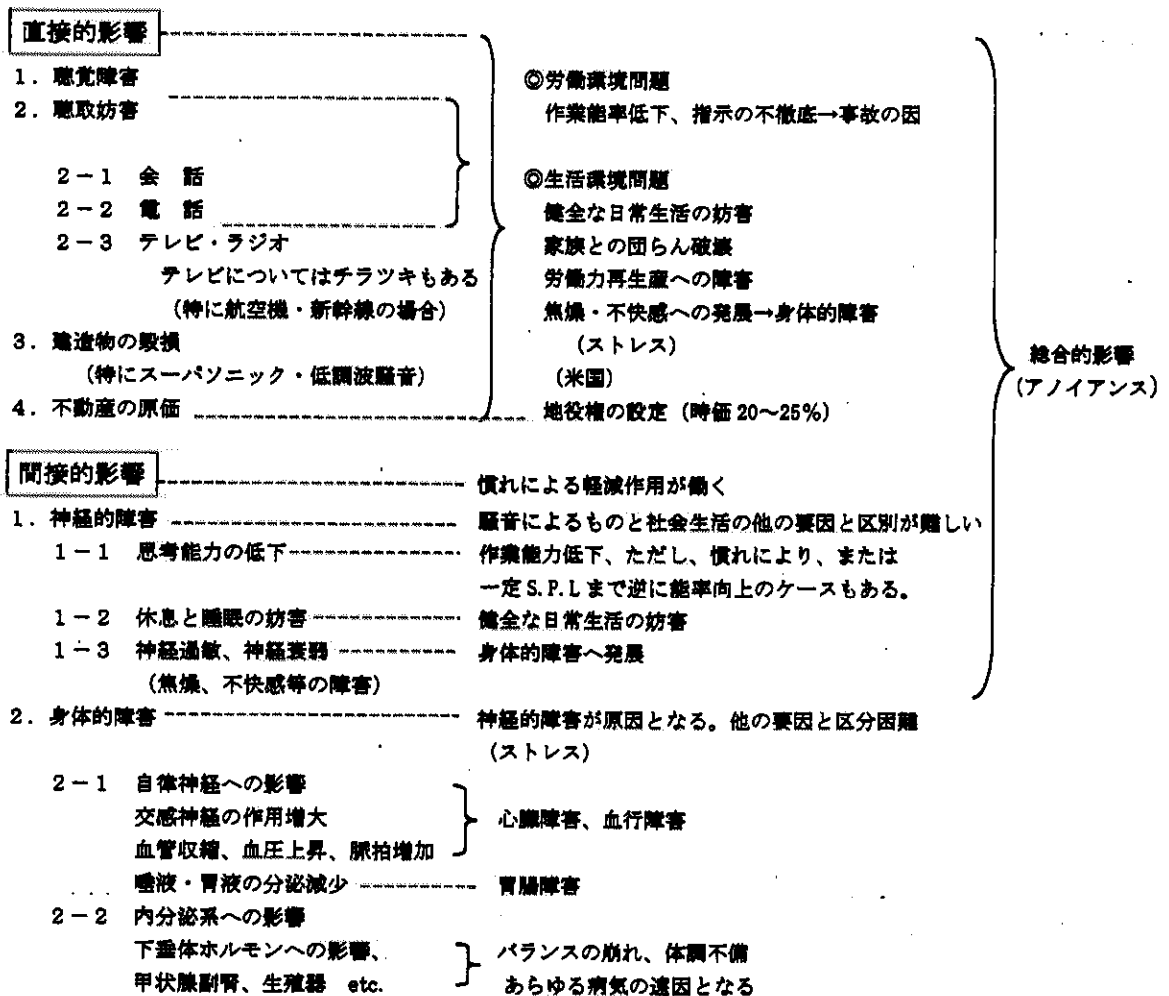 直接的影響
1．聴覚障害
2．聴取妨害
2－1　会　話
2－2　電　話
2－3　テレビ・ラジオ
テレビについてはチラツキもある
（特に航空機・新幹線の場合）
3．建造物の毀損
（特にスーパソニック・低調波騒音）
4．不動産の原価
◎労働環境問題
作業能率低下、指示の不徹底→事故の因
◎生活環境問題
健全な日常生活の妨害
家族との団らん破壊
労働力再生産への障害
焦燥・不快感への発展→身体的障害
（ストレス）
（米国）
地役権の設定（時価20～25％）
総合的影響
（アノイアンス）
間接的影響
慣れによる軽減作用が働く
1．神経的障害　騒音によるものと社会生活の他の要因と区別が難しい
1－1　思考能力の低下　作業能力低下、ただし、慣れにより、または
一定S.P.Lまで逆に能率向上のケースもある。
1－2　休息と睡眠の妨害　健全な日常生活の妨害
1－3　神経過敏、神経衰弱　身体的障害へ発展
（焦燥、不快感等の障害）
2．身体的障害　神経的障害が原因となる。他の要因と区分困難
（ストレス）
2－1　自律神経への影響
交感神経の作用増大　心臓障害、血行障害
血管収縮、血圧上昇、脈拍増加
唾液・胃液の分泌減少　胃腸障害
2－2　内分泌系への影響
下垂体ホルモンへの影響、　バランスの崩れ、体調不備
甲状腺副腎、生殖器　etc.　あらゆる病気の遠因となる